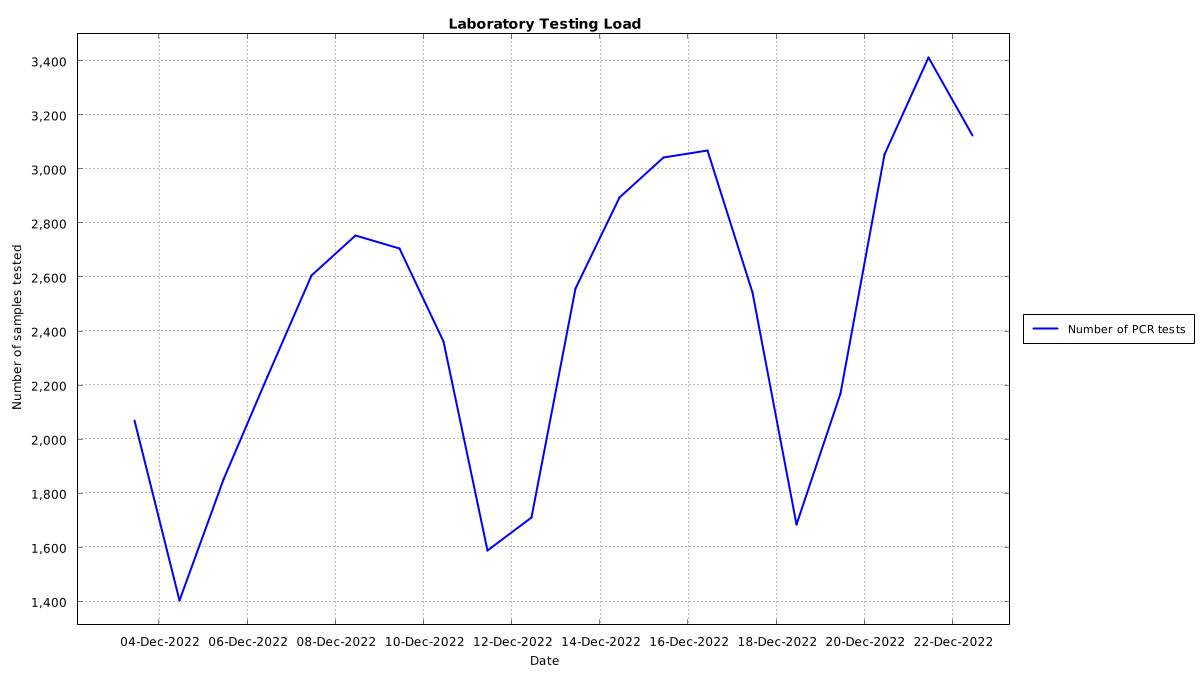 Laboratory Testing Load
3,400
3,200
3,000
2,800
2,600
2,400
2,200
2,000
1,800
1,600
1,400
Number of samples tested
04-Dec-2022 06-Dec-2022 08-Dec-2022 10-Dec-2022 12-Dec-2022 14-Dec-2022 16-Dec-2022 18-Dec-2022 20-Dec-2022 22-Dec-2022
Date
Number of PCR tests